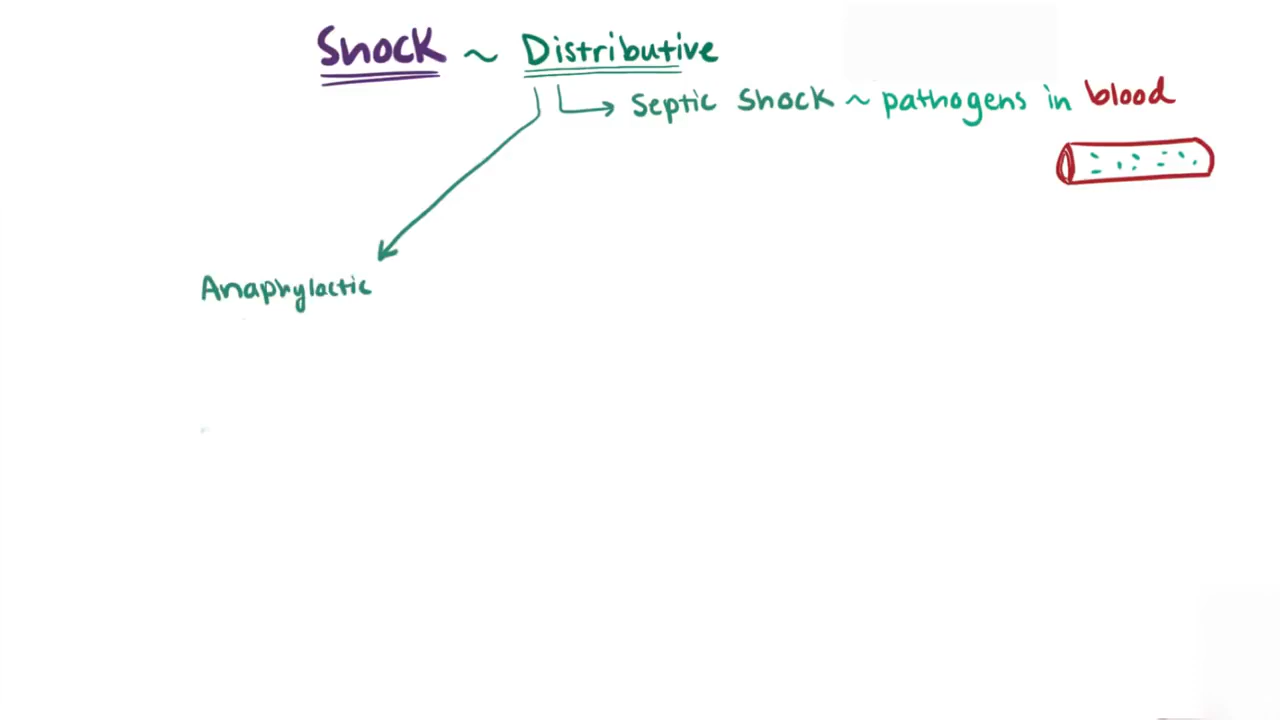 Shock ~ Distributive
Septic Shock ~ pathogens in blood
Anaphylactic